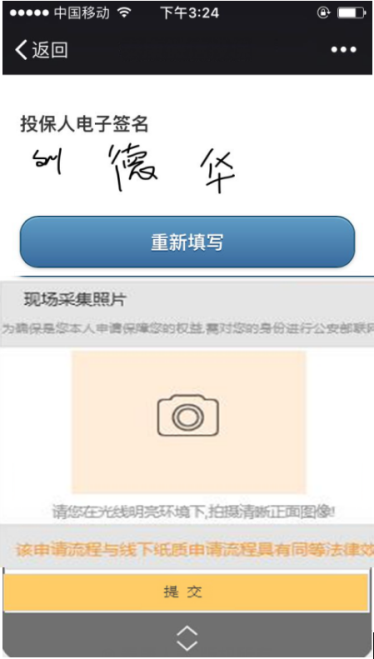 中国移动 下午3:24
返回
投保人电子签名
刘 德 华
重新填写
现场采集照片
为确保是您本人申请保障您的权益,需对您的身份进行公安部联网
请您在光线明亮环境下,拍摄清晰正面图像!
该申请流程与线下纸质申请流程具有同等法律效
提 交